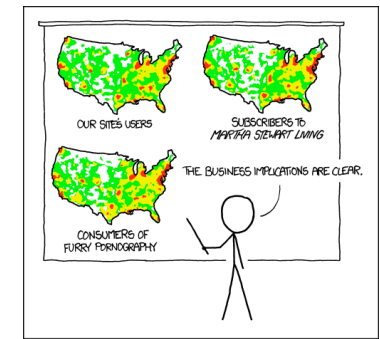 OUR SITE'S USERS
SUBSCRIBERS TO
MARTHA STEWART LIVING
CONSUMERS OF
FURRY PORNOGRAPHY
THE BUSINESS IMPLICATIONS ARE CLEAR.